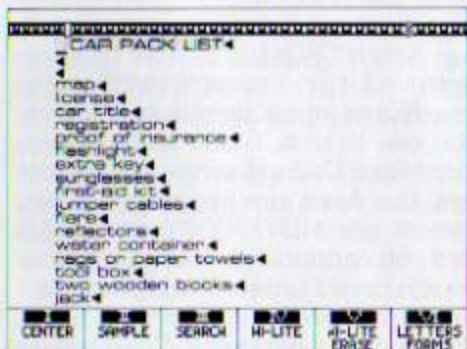 CAR PACK LIST
map
license
car title
registration
proof of insurance
flashlight
extra key
sunglasses
first-aid kit
jumper cables
flare
reflectors
water container
rags or paper towels
tool box
two wooden blocks
jack
CENTER SAMPLE SEARCH HI-LITE HI-LITE ERASE LETTERS FORMS